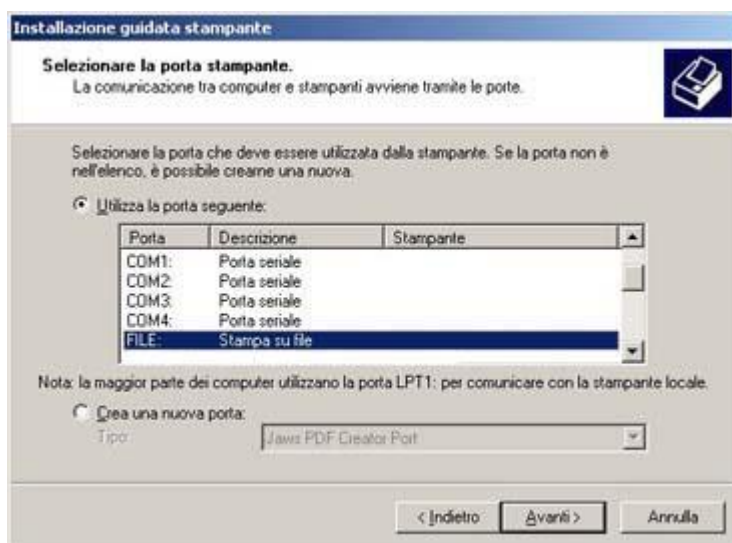 Installazione guidata stampante
Selezionare la porta stampante.
La comunicazione tra computer e stampanti avviene tramite le porte.
Selezionare la porta che deve essere utilizzata dalla stampante. Se la porta non è
nell'elenco, è possibile crearne una nuova.
Utilizza la porta seguente:
Porta Descrizione Stampante
COM1: Porta seriale
COM2: Porta seriale
COM3: Porta seriale
COM4: Porta seriale
FILE: Stampa su file
Nota: la maggior parte dei computer utilizzano la porta LPT1: per comunicare con la stampante locale.
Crea una nuova porta:
Tipo: Jaws PDF Creator Port
< Indietro Avanti > Annulla